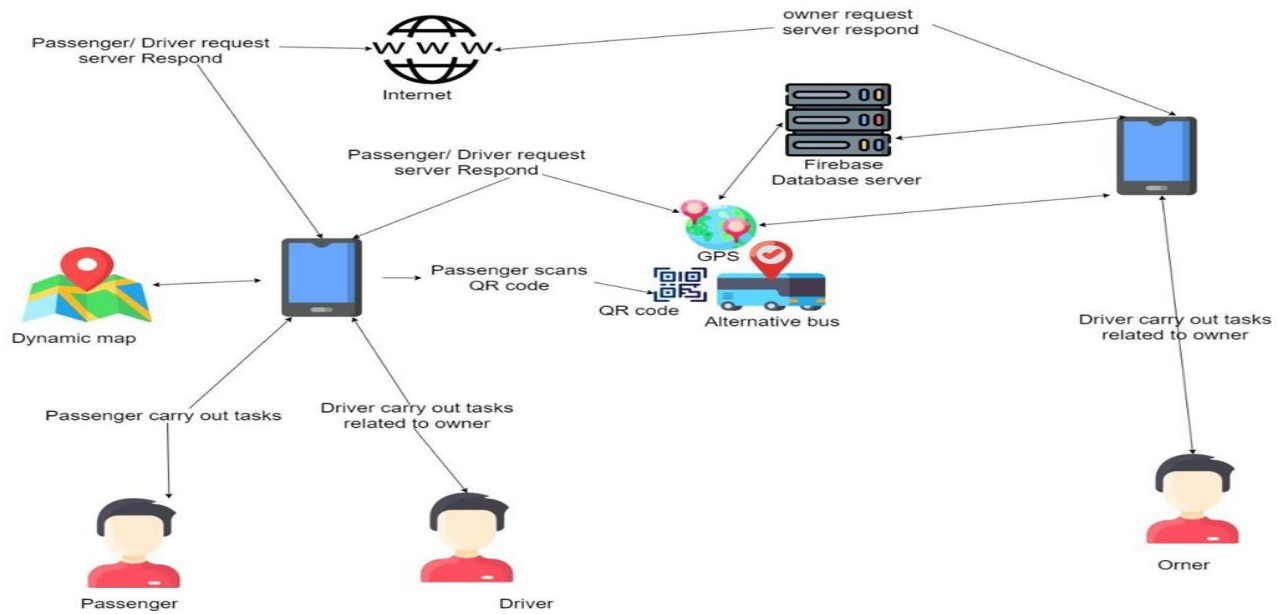 owner request
server respond
Passenger/ Driver request
server Respond
W W W
Internet
Passenger/ Driver request
server Respond
Firebase
Database server
GPS
Passenger scans
QR code
QR code
Alternative bus
Dynamic map
Driver carry out tasks
related to owner
Passenger carry out tasks
Driver carry out tasks
related to owner
Orner
Passenger
Driver